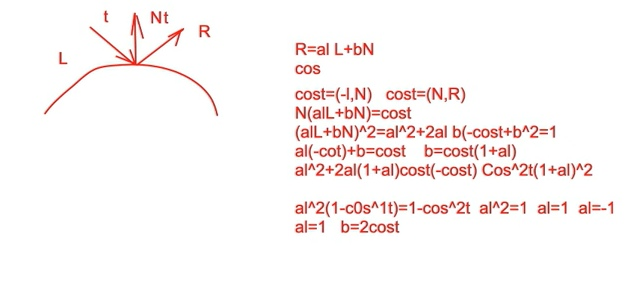 t Nt
R
L
R=al L+bN
cos
cost=(-l,N) cost=(N,R)
N(alL+bN)=cost
(alL+bN)^2=al^2+2al b(-cost+b^2=1
al(-cot)+b=cost b=cost(1+al)
al^2+2al(1+al)cost(-cost) Cos^2t(1+al)^2
al^2(1-c0s^1t)=1-cos^2t al^2=1 al=1 al=-1
al=1 b=2cost